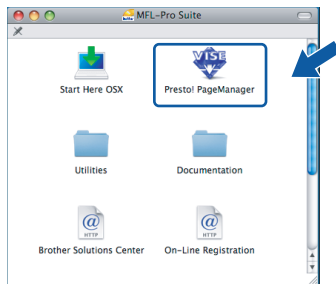 MFL-Pro Suite
VISE
Start Here OSX
Presto! PageManager
Utilities
Documentation
@
HTTP
@
HTTP
Brother Solutions Center
On-Line Registration